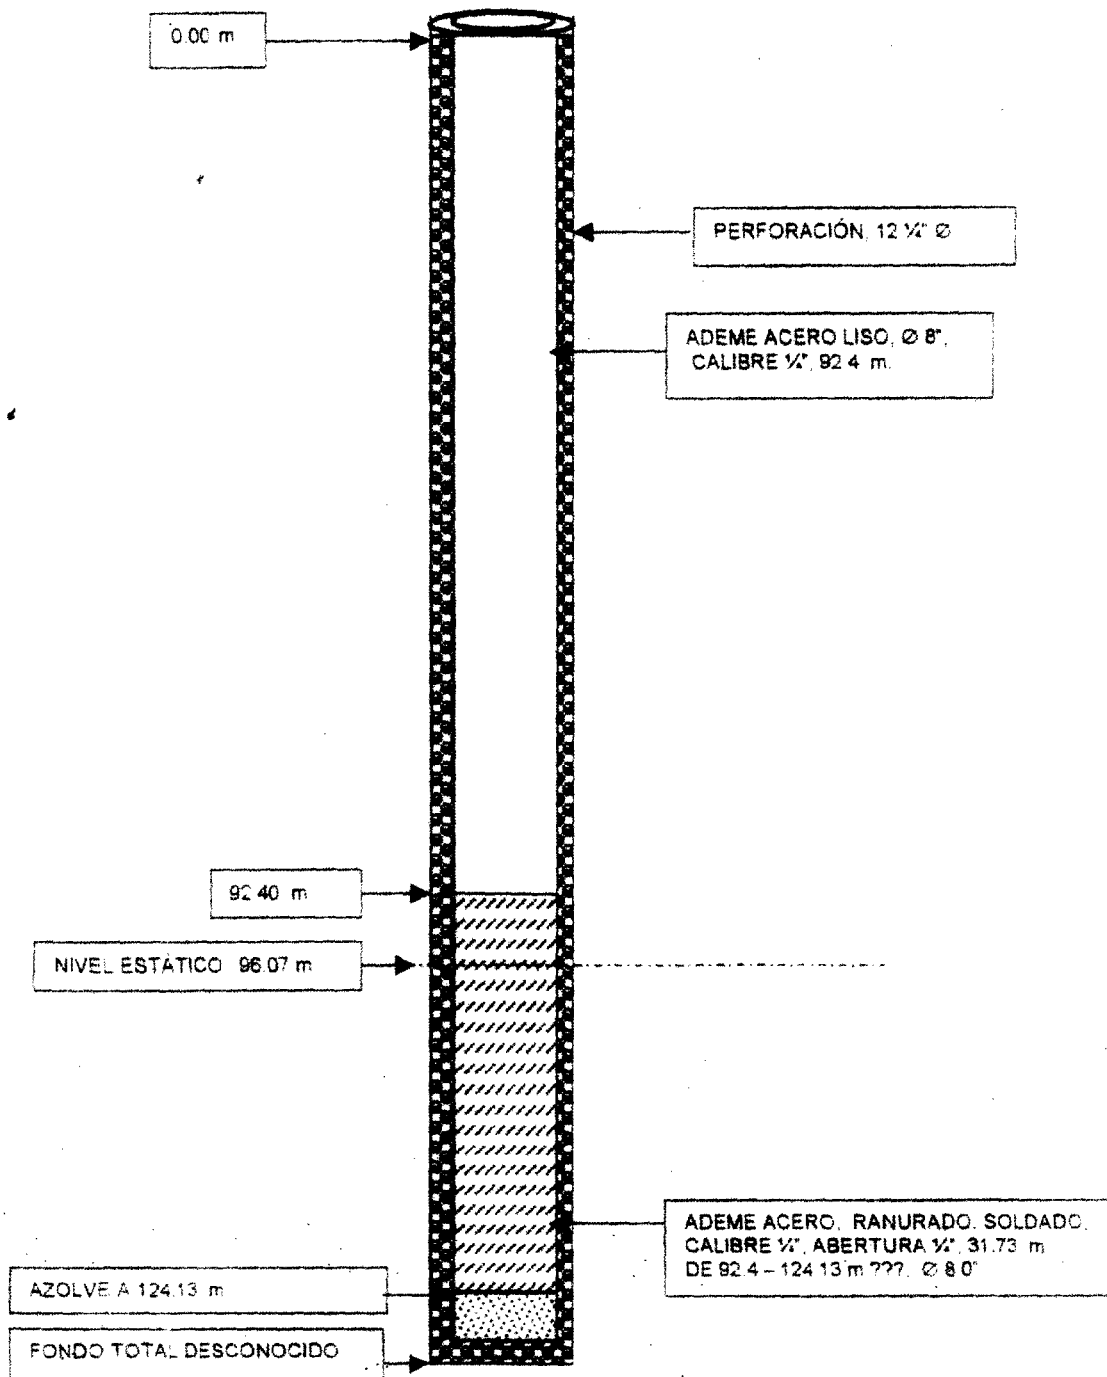 0.00 m
PERFORACIÓN, 12 ¼" Ø
ADEME ACERO LISO, Ø 8",
CALIBRE ¼", 92.4 m.
92.40 m
NIVEL ESTÁTICO 96.07 m
ADEME ACERO, RANURADO, SOLDADO,
CALIBRE ¼", ABERTURA ¼", 31.73 m
DE 92.4 – 124.13 m ???, Ø 8.0"
AZOLVE A 124.13 m
FONDO TOTAL DESCONOCIDO